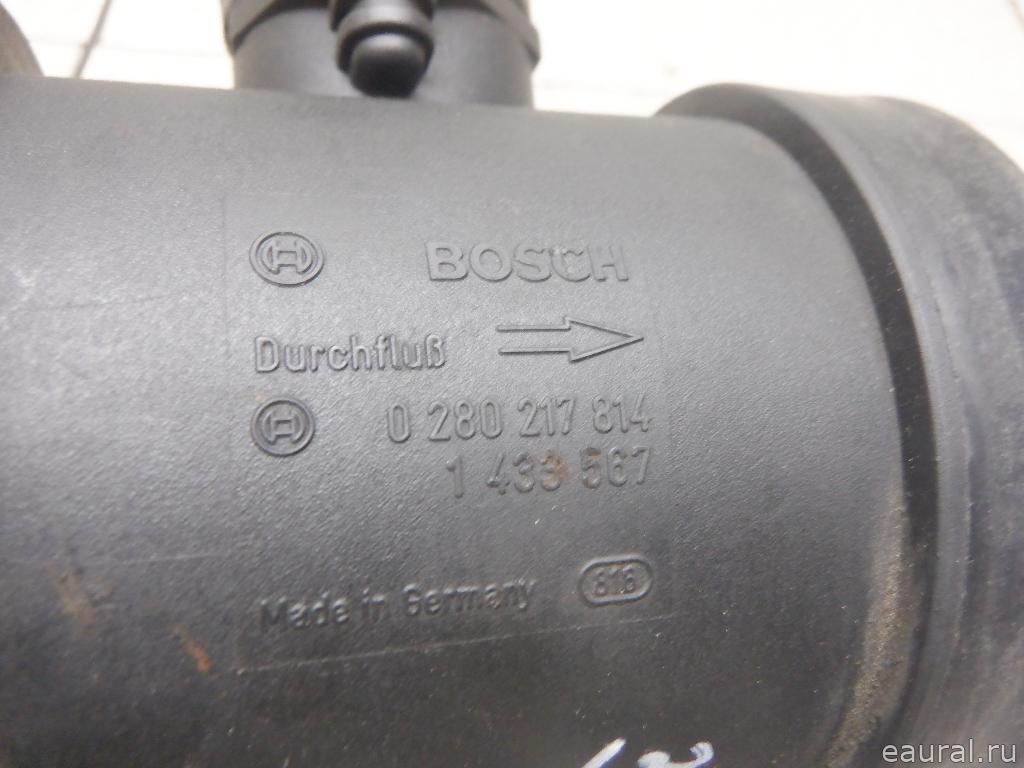 BOSCH
Durchfluß
0 280 217 814
1 433 567
Made in Germany 816
eaural.ru